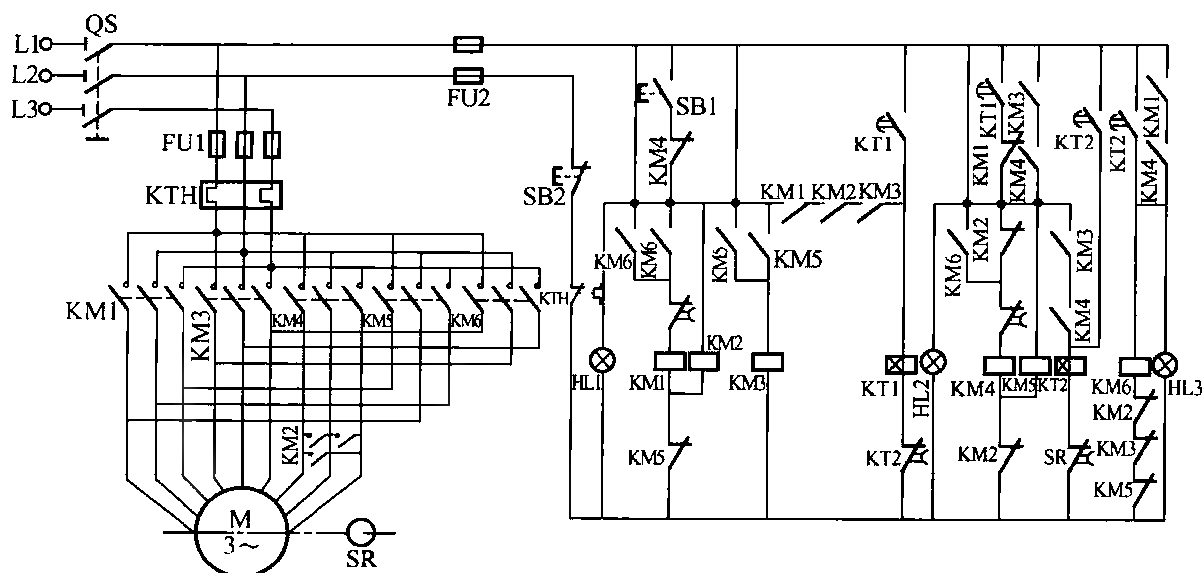 QS
L1
L2
L3
FU2
FU1
KTH
SB1
SB2
KM4
KT1
KT1
KM3
KM1
KM4
KT2
KT2
KM1
KM4
KM1 KM2 KM3
KM6
KM6
KM5
KM5
KM6
KM2
KM3
KM4
KM1
KM3
KM4
KM5
KM6
KTH
HL1
KM1
KM2
KM3
KT1
HL2
KM4
KM5
KT2
KM6
HL3
KM2
KM2
KM5
KT2
KM2
SR
KM3
KM5
M
3~
SR